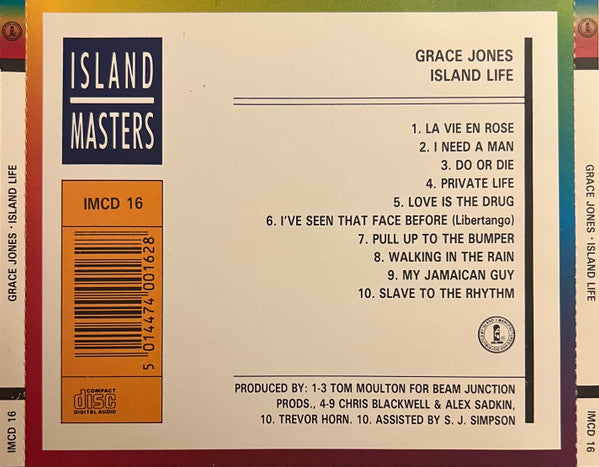 ISLAND
MASTERS
IMCD 16
5 014474 001628
COMPACT
disc
DIGITAL AUDIO
GRACE JONES
ISLAND LIFE
1. LA VIE EN ROSE
2. I NEED A MAN
3. DO OR DIE
4. PRIVATE LIFE
5. LOVE IS THE DRUG
6. I'VE SEEN THAT FACE BEFORE (Libertango)
7. PULL UP TO THE BUMPER
8. WALKING IN THE RAIN
9. MY JAMAICAN GUY
10. SLAVE TO THE RHYTHM
PRODUCED BY: 1-3 TOM MOULTON FOR BEAM JUNCTION
PRODS., 4-9 CHRIS BLACKWELL & ALEX SADKIN,
10. TREVOR HORN. 10. ASSISTED BY S. J. SIMPSON
GRACE JONES · ISLAND LIFE
IMCD 16
GRACE JONES · ISLAND LIFE
IMCD 16